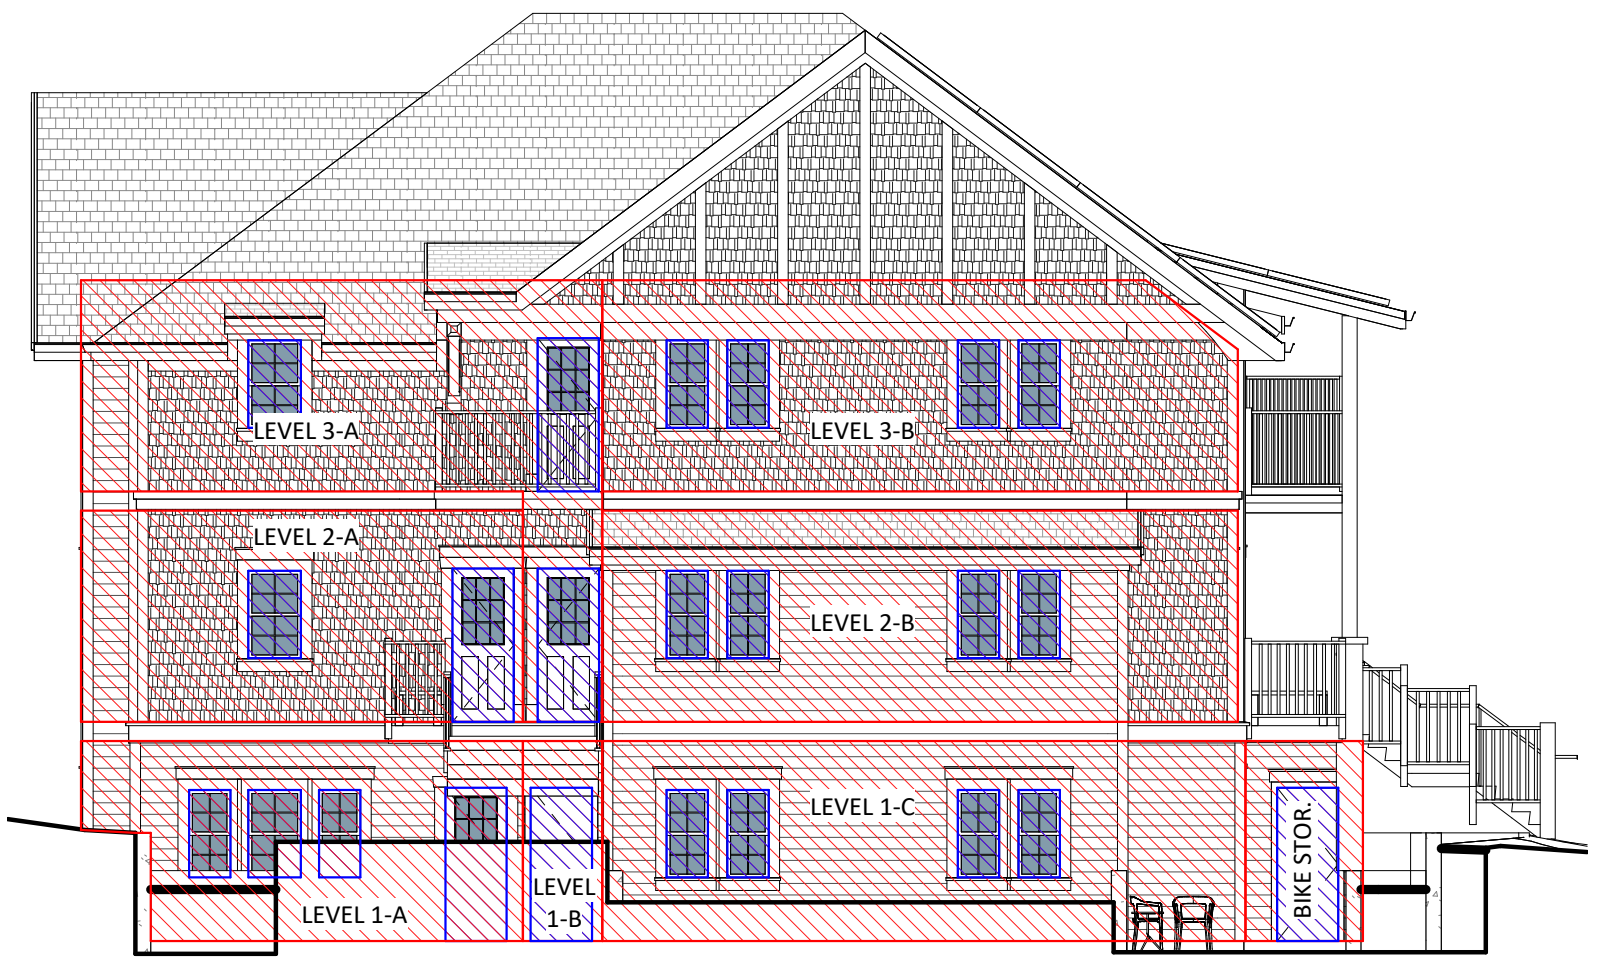 LEVEL 3-A
LEVEL 3-B
LEVEL 2-A
LEVEL 2-B
LEVEL 1-C
BIKE STOR.
LEVEL
1-B
LEVEL 1-A